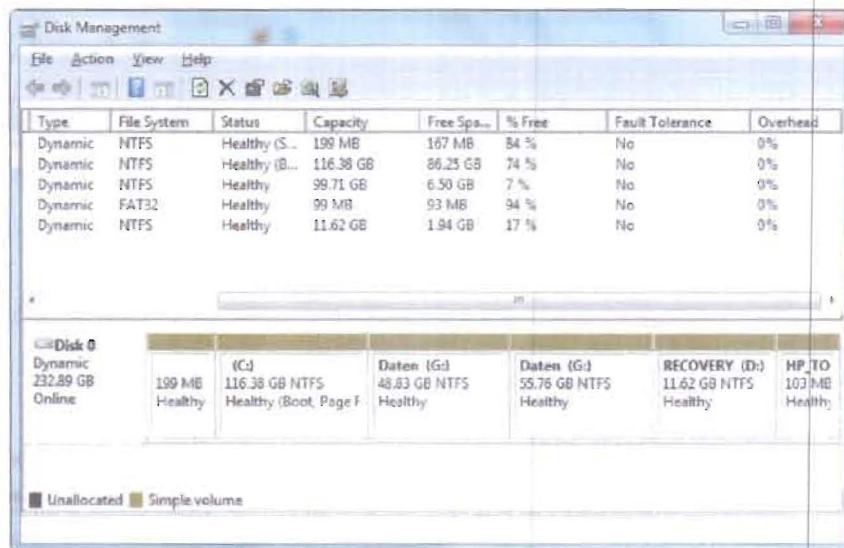 Disk Management
File Action View Help
Type File System Status Capacity Free Spa... % Free Fault Tolerance Overhead
Dynamic NTFS Healthy (S... 199 MB 167 MB 84 % No 0%
Dynamic NTFS Healthy (B... 116.38 GB 86.25 GB 74 % No 0%
Dynamic NTFS Healthy 99.71 GB 6.50 GB 7 % No 0%
Dynamic FAT32 Healthy 99 MB 93 MB 94 % No 0%
Dynamic NTFS Healthy 11.62 GB 1.94 GB 17 % No 0%
Disk 0
Dynamic
232.89 GB
Online
199 MB
Healthy
(C:)
116.38 GB NTFS
Healthy (Boot, Page F
Daten (G:)
48.83 GB NTFS
Healthy
Daten (G:)
55.76 GB NTFS
Healthy
RECOVERY (D:)
11.62 GB NTFS
Healthy
HP_TO
103 MB
Healthy
Unallocated Simple volume